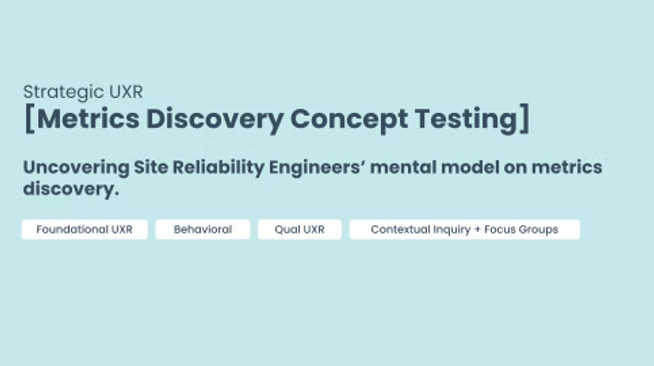 Strategic UXR
[Metrics Discovery Concept Testing]
Uncovering Site Reliability Engineers’ mental model on metrics
discovery.
Foundational UXR
Behavioral
Qual UXR
Contextual Inquiry + Focus Groups